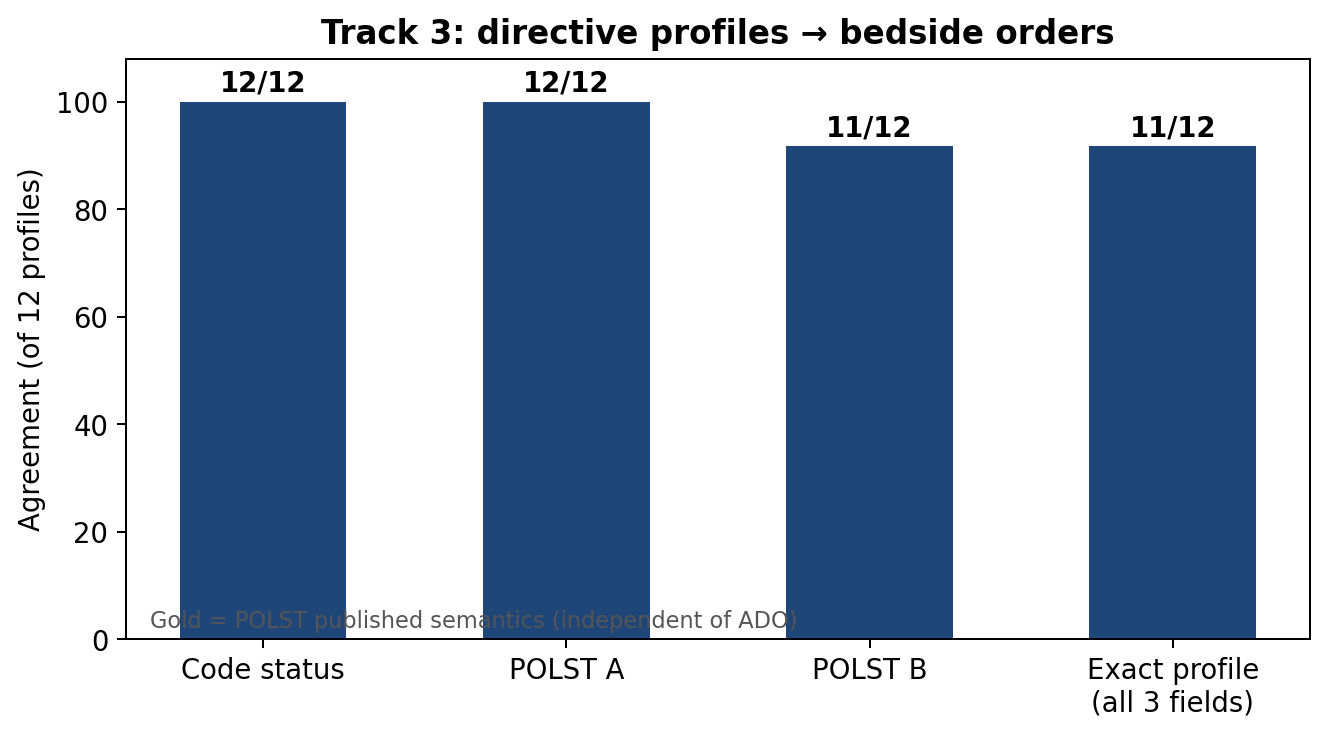 Track 3: directive profiles → bedside orders
12/12
12/12
11/12
11/12
100
80
60
40
20
0
Agreement (of 12 profiles)
Gold = POLST published semantics (independent of ADO)
Code status
POLST A
POLST B
Exact profile
(all 3 fields)